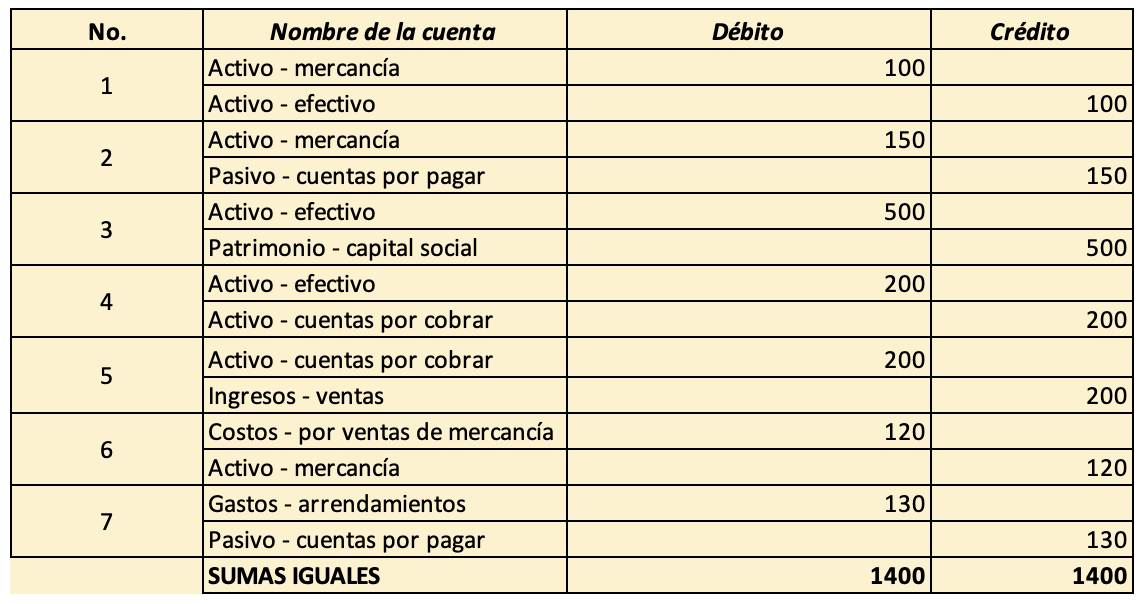 No. Nombre de la cuenta Débito Crédito
1
Activo - mercancía 100
Activo - efectivo 100
2
Activo - mercancía 150
Pasivo - cuentas por pagar 150
3
Activo - efectivo 500
Patrimonio - capital social 500
4
Activo - efectivo 200
Activo - cuentas por cobrar 200
5
Activo - cuentas por cobrar 200
Ingresos - ventas 200
6
Costos - por ventas de mercancía 120
Activo - mercancía 120
7
Gastos - arrendamientos 130
Pasivo - cuentas por pagar 130
SUMAS IGUALES 1400 1400